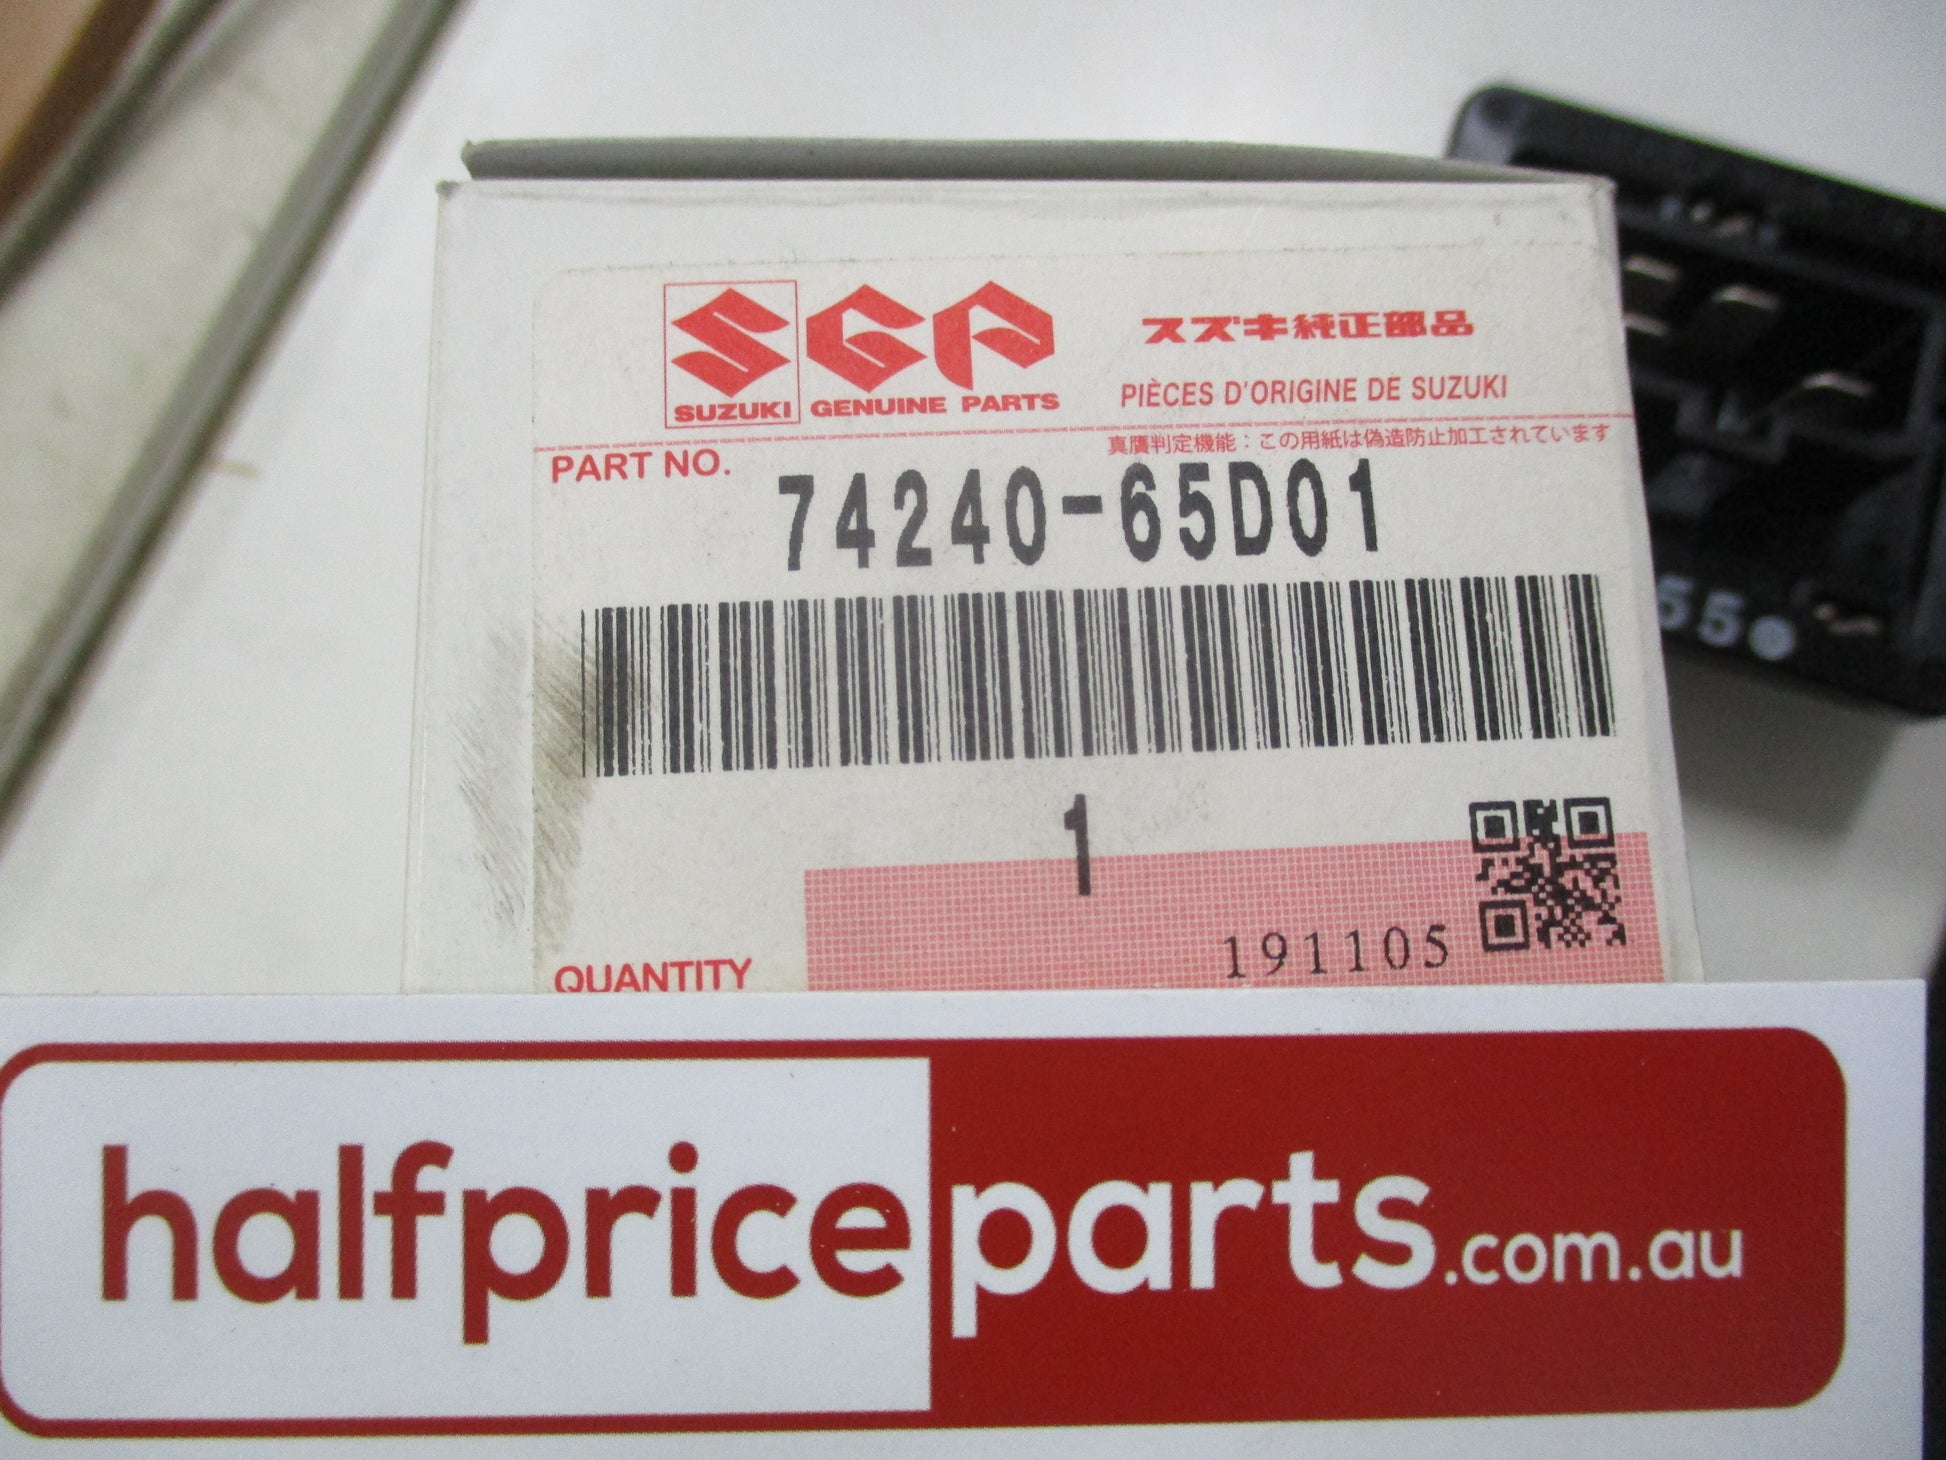 SUZUKI
SGP
GENUINE PARTS
スズキ純正部品
PIÈCES D'ORIGINE DE SUZUKI
真贋判定機能：この用紙は偽造防止加工されています
PART NO.
74240-65D01
1
191105
QUANTITY
55
halfpriceparts.com.au